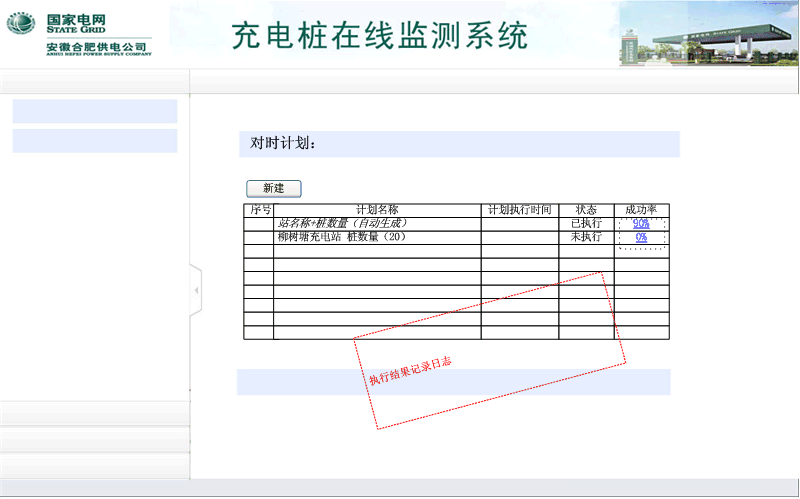 国家电网
STATE GRID
安徽合肥供电公司
ANHUI HEFEI POWER SUPPLY COMPANY
充电桩在线监测系统
对时计划：
新建
序号 计划名称 计划执行时间 状态 成功率
站名称+桩数量（自动生成） 已执行 90%
柳树塘充电站 桩数量（20） 未执行 0%
执行结果记录日志